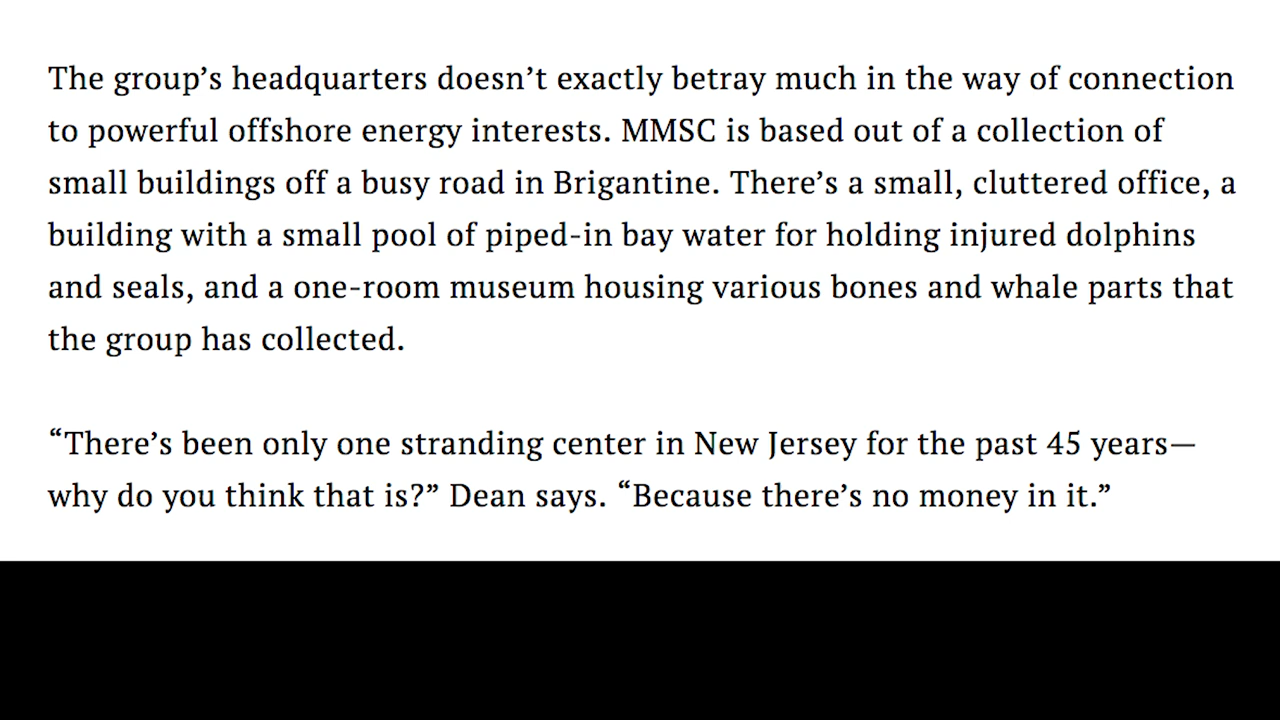 The group’s headquarters doesn’t exactly betray much in the way of connection
to powerful offshore energy interests. MMSC is based out of a collection of
small buildings off a busy road in Brigantine. There’s a small, cluttered office, a
building with a small pool of piped-in bay water for holding injured dolphins
and seals, and a one-room museum housing various bones and whale parts that
the group has collected.
“There’s been only one stranding center in New Jersey for the past 45 years—
why do you think that is?” Dean says. “Because there’s no money in it.”